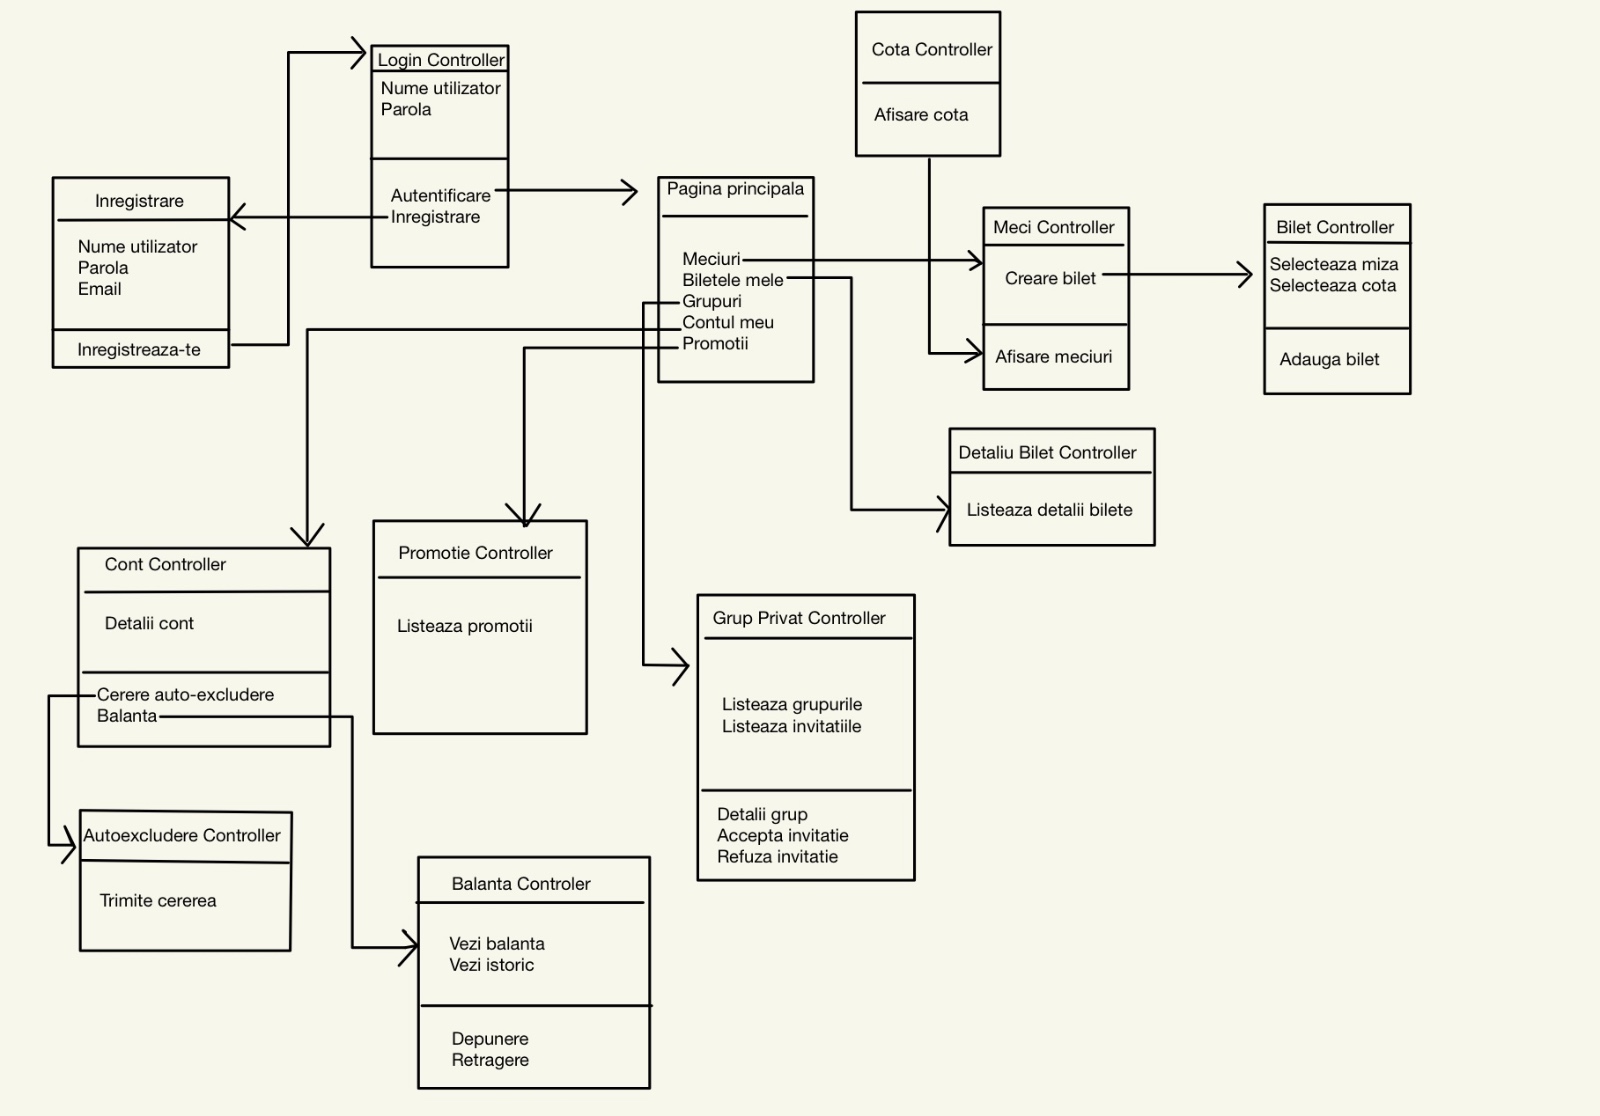 Cota Controller
Afisare cota
Login Controller
Nume utilizator
Parola
Autentificare
Inregistrare
Inregistrare
Nume utilizator
Parola
Email
Inregistreaza-te
Pagina principala
Meciuri
Biletele mele
Grupuri
Contul meu
Promotii
Meci Controller
Creare bilet
Afisare meciuri
Bilet Controller
Selecteaza miza
Selecteaza cota
Adauga bilet
Detaliu Bilet Controller
Listeaza detalii bilete
Cont Controller
Detalii cont
Cerere auto-excludere
Balanta
Promotie Controller
Listeaza promotii
Grup Privat Controller
Listeaza grupurile
Listeaza invitatiile
Detalii grup
Accepta invitatie
Refuza invitatie
Autoexcludere Controller
Trimite cererea
Balanta Controler
Vezi balanta
Vezi istoric
Depunere
Retragere